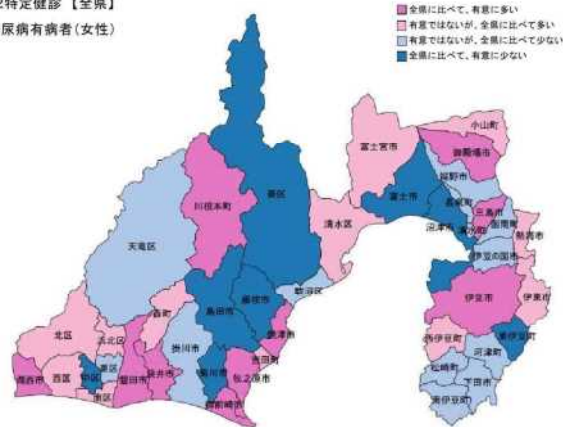 特定健診 【全県】
尿病有病者(女性)
全県に比べて、有意に多い
有意ではないが、全県に比べて多い
有意ではないが、全県に比べて少ない
全県に比べて、有意に少ない
小山町
御殿場市
富士宮市
裾野市
葵区
富士市
長泉町
川根本町
三島市
函南町
清水区
沼津市
清水町
熱海市
天竜区
伊豆の国市
駿河区
伊豆市
伊東市
島田市
藤枝市
森町
焼津市
北区
浜北区
西伊豆町
東伊豆町
掛川市
吉田町
河津町
東区
松崎町
湖西市
西区
中区
磐田市
袋井市
菊川市
牧之原市
下田市
南区
御前崎市
南伊豆町